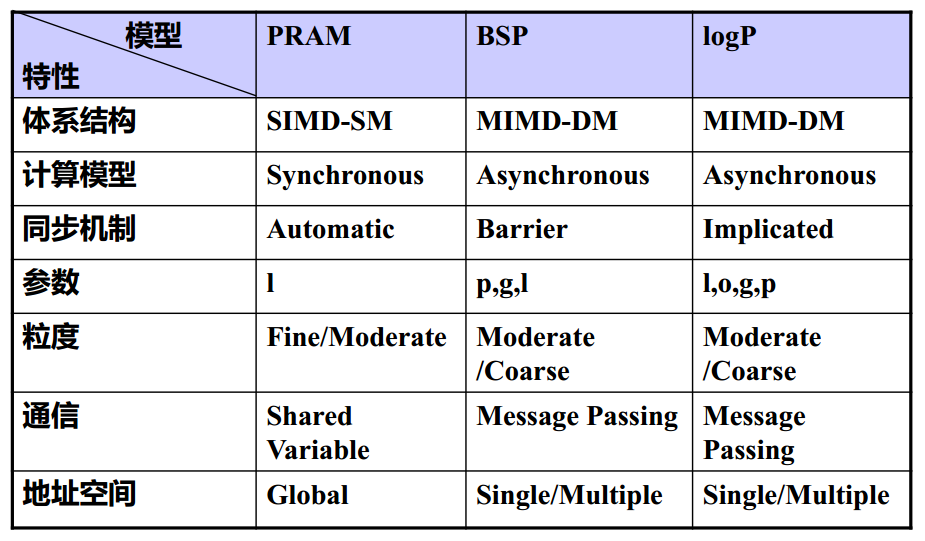 模型
特性
PRAM
BSP
logP
体系结构
SIMD-SM
MIMD-DM
MIMD-DM
计算模型
Synchronous
Asynchronous
Asynchronous
同步机制
Automatic
Barrier
Implicated
参数
l
p,g,l
l,o,g,p
粒度
Fine/Moderate
Moderate
/Coarse
Moderate
/Coarse
通信
Shared
Variable
Message Passing
Message
Passing
地址空间
Global
Single/Multiple
Single/Multiple